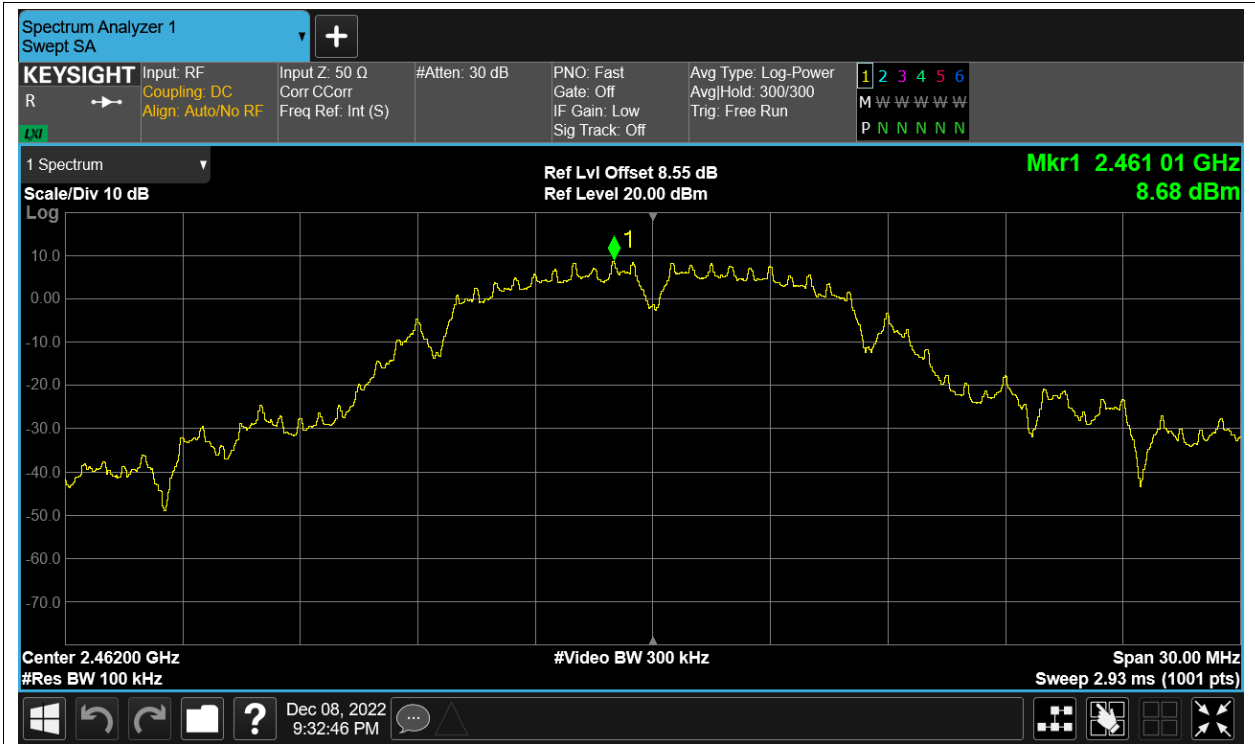 Spectrum Analyzer 1
Swept SA
KEYSIGHT
R
LXI
Input: RF
Coupling: DC
Align: Auto/No RF
Input Z: 50 Ω
Corr CCorr
Freq Ref: Int (S)
#Atten: 30 dB
PNO: Fast
Gate: Off
IF Gain: Low
Sig Track: Off
Avg Type: Log-Power
Avg|Hold: 300/300
Trig: Free Run
1 2 3 4 5 6
M W W W W W
P N N N N N
1 Spectrum
Scale/Div 10 dB
Log
Ref Lvl Offset 8.55 dB
Ref Level 20.00 dBm
Mkr1 2.461 01 GHz
8.68 dBm
1
10.0
0.00
-10.0
-20.0
-30.0
-40.0
-50.0
-60.0
-70.0
Center 2.46200 GHz
#Res BW 100 kHz
#Video BW 300 kHz
Span 30.00 MHz
Sweep 2.93 ms (1001 pts)
?
Dec 08, 2022
9:32:46 PM